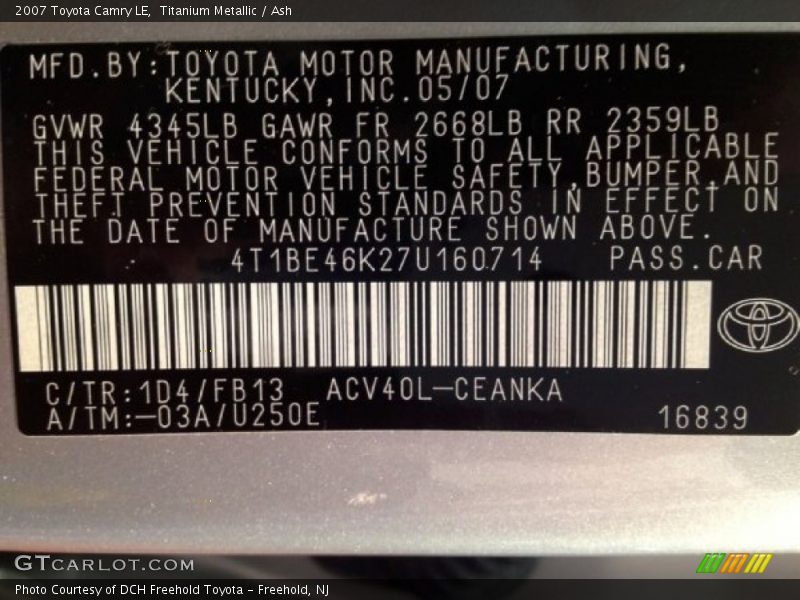 2007 Toyota Camry LE,  Titanium Metallic / Ash
MFD.BY:TOYOTA MOTOR MANUFACTURING,
KENTUCKY,INC.05/07
GVWR 4345LB GAWR FR 2668LB RR 2359LB
THIS VEHICLE CONFORMS TO ALL APPLICABLE
FEDERAL MOTOR VEHICLE SAFETY,BUMPER,AND
THEFT PREVENTION STANDARDS IN EFFECT ON
THE DATE OF MANUFACTURE SHOWN ABOVE.
4T1BE46K27U160714 PASS.CAR
C/TR:1D4/FB13 ACV40L-CEANKA
A/TM:-03A/U250E
16839
GTCARLOT.COM
Photo Courtesy of DCH Freehold Toyota - Freehold, NJ